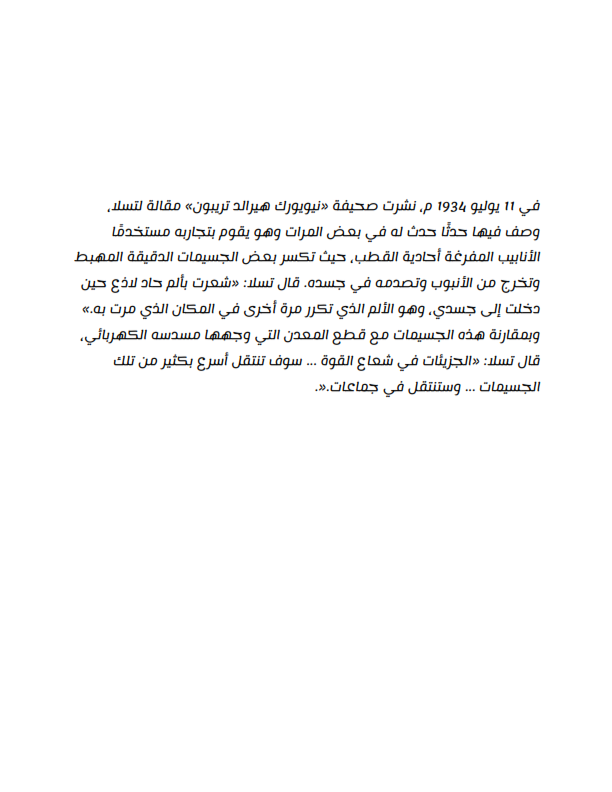 في 11 يوليو 1934 م، نشرت صحيفة «نيويورك هيرالد تريبون» مقالة لتسلا،
وصف فيها حدثًا حدث له في بعض المرات وهو يقوم بتجاربه مستخدمًا
الأنابيب المفرغة أحادية القطب، حيث تكسر بعض الجسيمات الدقيقة المهبط
وتخرج من الأنبوب وتصدمه في جسده. قال تسلا: «شعرت بألم حاد لاذع حين
دخلت إلى جسدي، وهو الألم الذي تكرر مرة أخرى في المكان الذي مرت به.»
وبمقارنة هذه الجسيمات مع قطع المعدن التي وجهها مسدسه الكهربائي،
قال تسلا: «الجزيئات في شعاع القوة ... سوف تنتقل أسرع بكثير من تلك
الجسيمات ... وستنتقل في جماعات.».